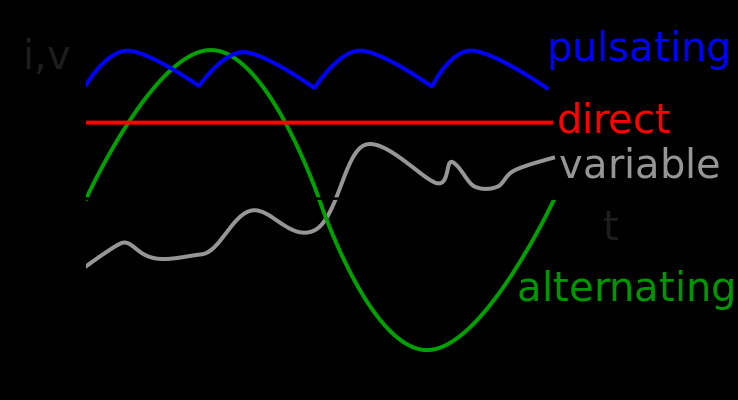 i,v
pulsating
direct
variable
t
alternating